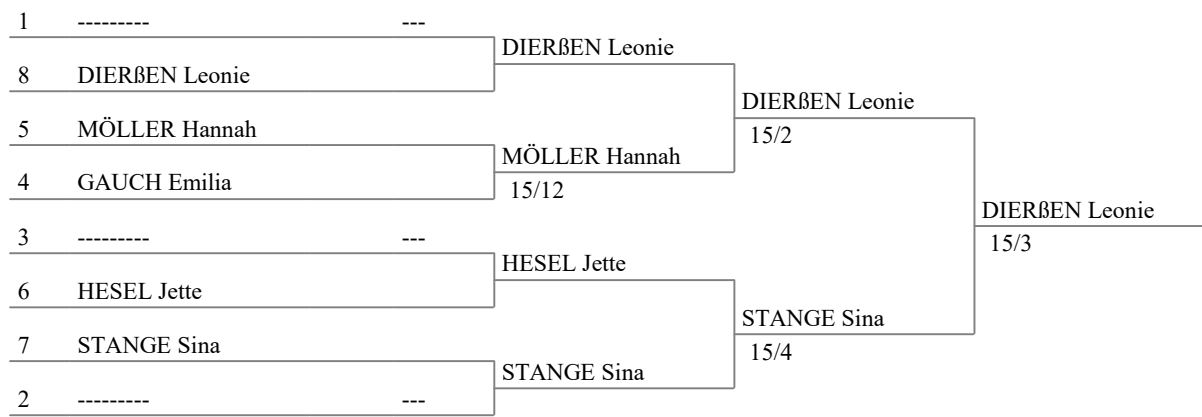 1 --------- ---
DIERßEN Leonie
8 DIERßEN Leonie
DIERßEN Leonie
15/2
5 MÖLLER Hannah
MÖLLER Hannah
15/12
4 GAUCH Emilia
DIERßEN Leonie
15/3
3 --------- ---
HESEL Jette
6 HESEL Jette
STANGE Sina
15/4
7 STANGE Sina
STANGE Sina
2 --------- ---